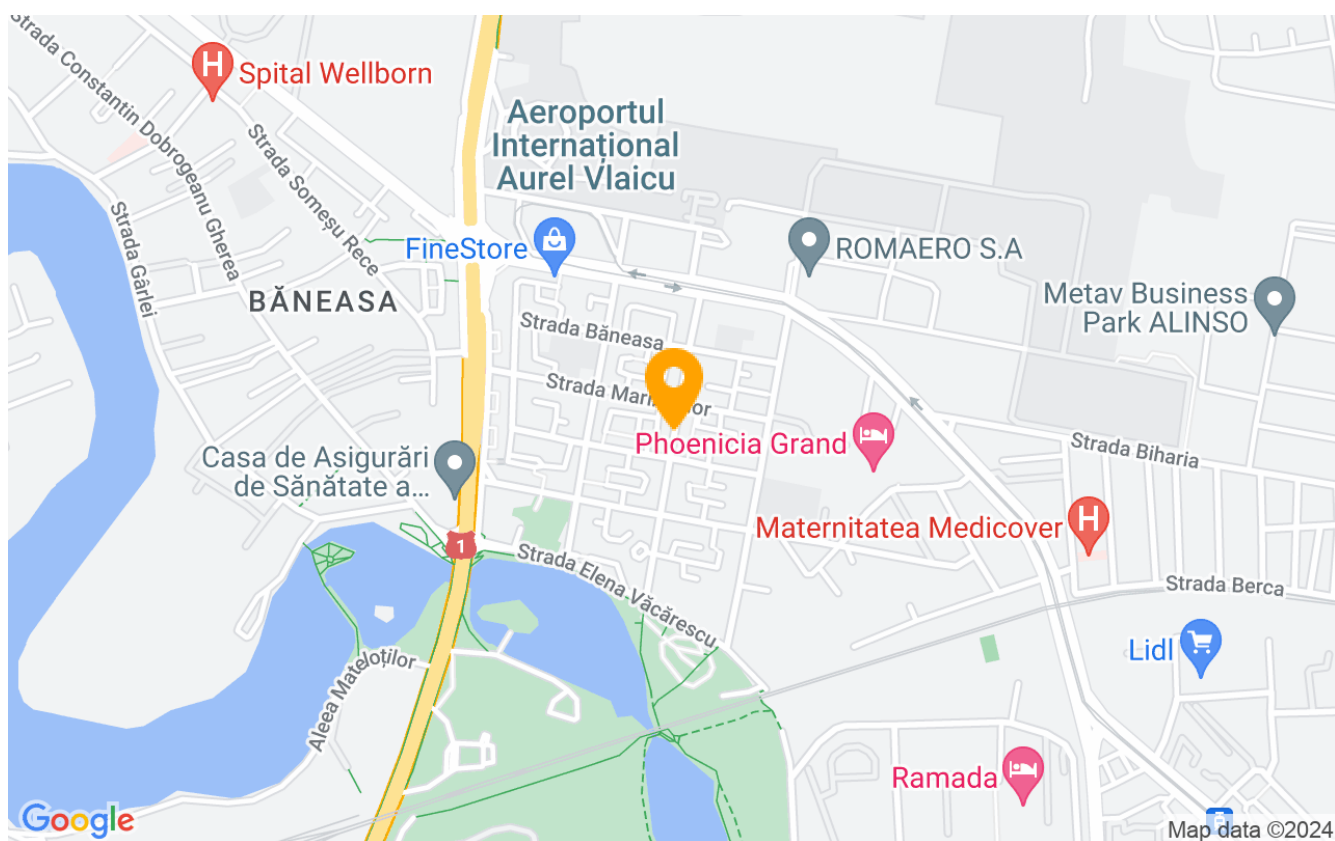 Strada Constantin Dobrogeanu Gherea
Spital Wellborn
Strada Someșu Rece
Strada Gârlei
Aeroportul
Internațional
Aurel Vlaicu
FineStore
ROMAERO S.A
BĂNEASA
Metav Business
Park ALINSO
Strada Băneasa
Phoenicia Grand
Strada Biharia
Casa de Asigurări
de Sănătate a...
Maternitatea Medicover
1
Strada Elena Văcărescu
Strada Berca
Lidl
Aleea Mateloților
Ramada
Google
Map data ©2024